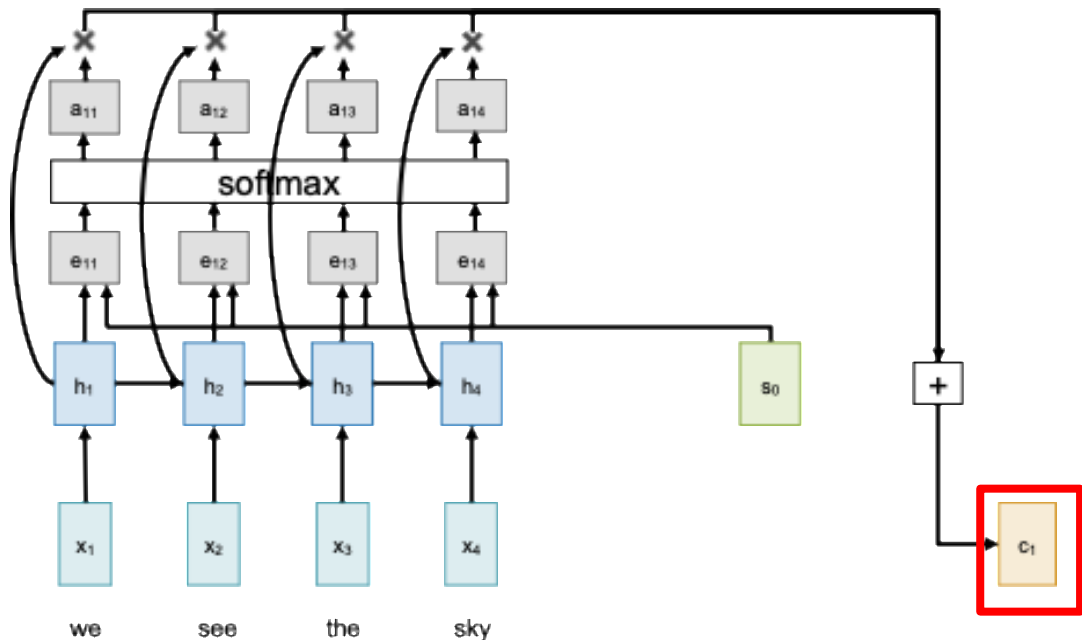 a₁₁ a₁₂ a₁₃ a₁₄
softmax
e₁₁ e₁₂ e₁₃ e₁₄
h₁ h₂ h₃ h₄ s₀ +
x₁ x₂ x₃ x₄ c₁
we see the sky